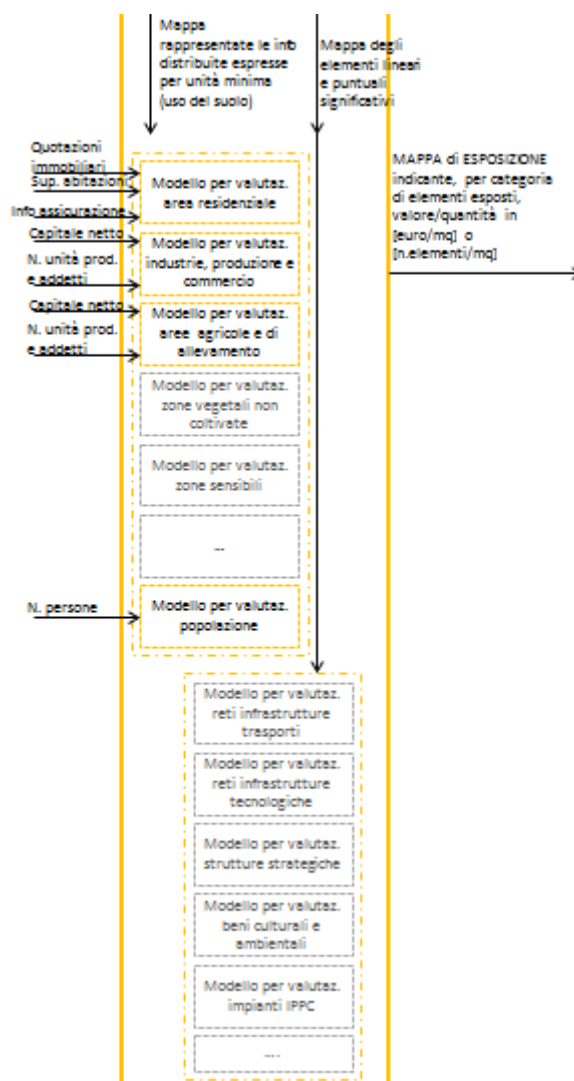 Mappa
rappresentate le info
distribuite espresse
per unità minima
(uso del suolo)
Mappa degli
elementi lineari
e puntuali
significativi
Quotazioni
immobiliari
Sup. abitazioni
Info assicurazione
Modello per valutaz.
area residenziale
MAPPA di ESPOSIZIONE
indicante, per categoria
di elementi esposti,
valore/quantità in
[euro/mq] o
[n.elementi/mq]
Capitale netto
N. unità prod.
e addetti
Modello per valutaz.
industrie, produzione e
commercio
Capitale netto
N. unità prod.
e addetti
Modello per valutaz.
aree agricole e di
allevamento
Modello per valutaz.
zone vegetali non
coltivate
Modello per valutaz.
zone sensibili
...
N. persone
Modello per valutaz.
popolazione
Modello per valutaz.
reti infrastrutture
trasporti
Modello per valutaz.
reti infrastrutture
tecnologiche
Modello per valutaz.
strutture strategiche
Modello per valutaz.
beni culturali e
ambientali
Modello per valutaz.
impianti IPPC
....